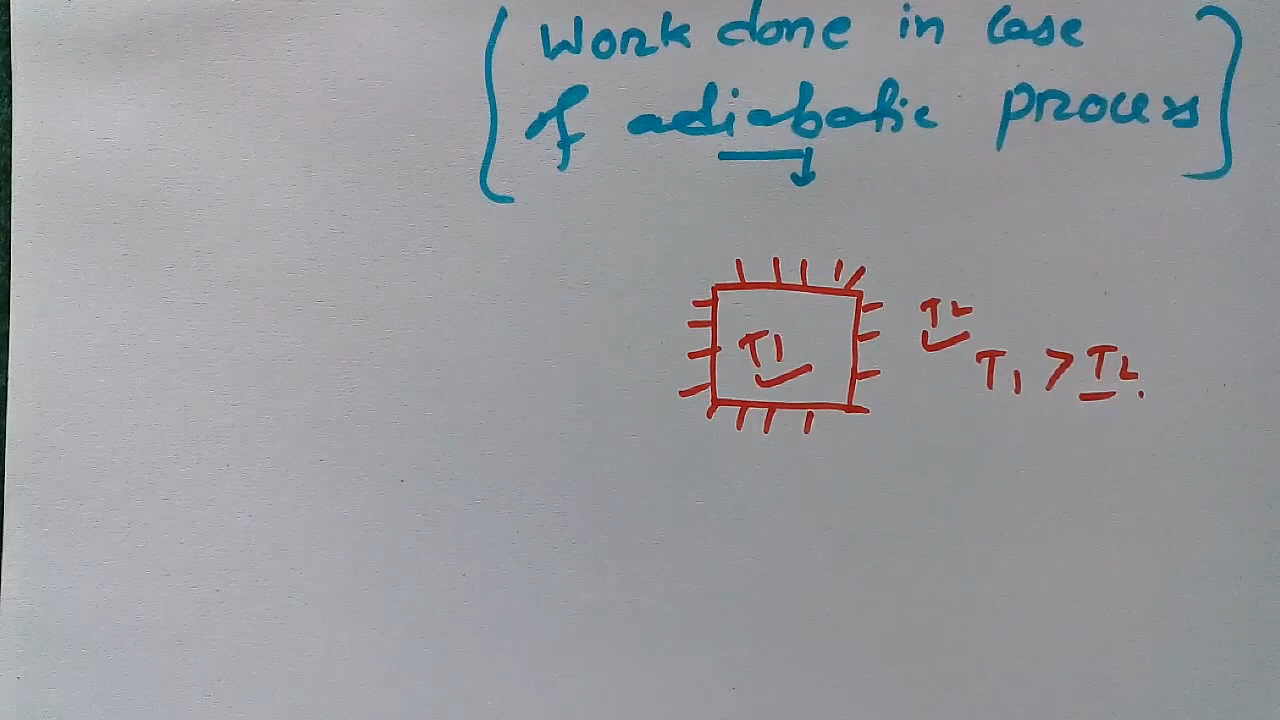 Work done in case
of adiabatic process
T2
T1
T1 > T2.